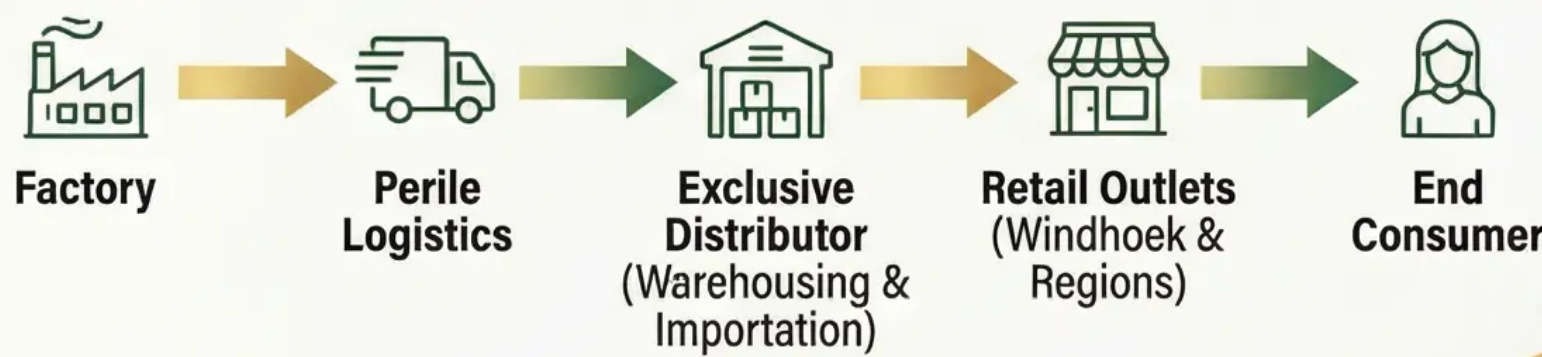 Factory
Perile
Logistics
Exclusive
Distributor
(Warehousing &
Importation)
Retail Outlets
(Windhoek &
Regions)
End
Consumer